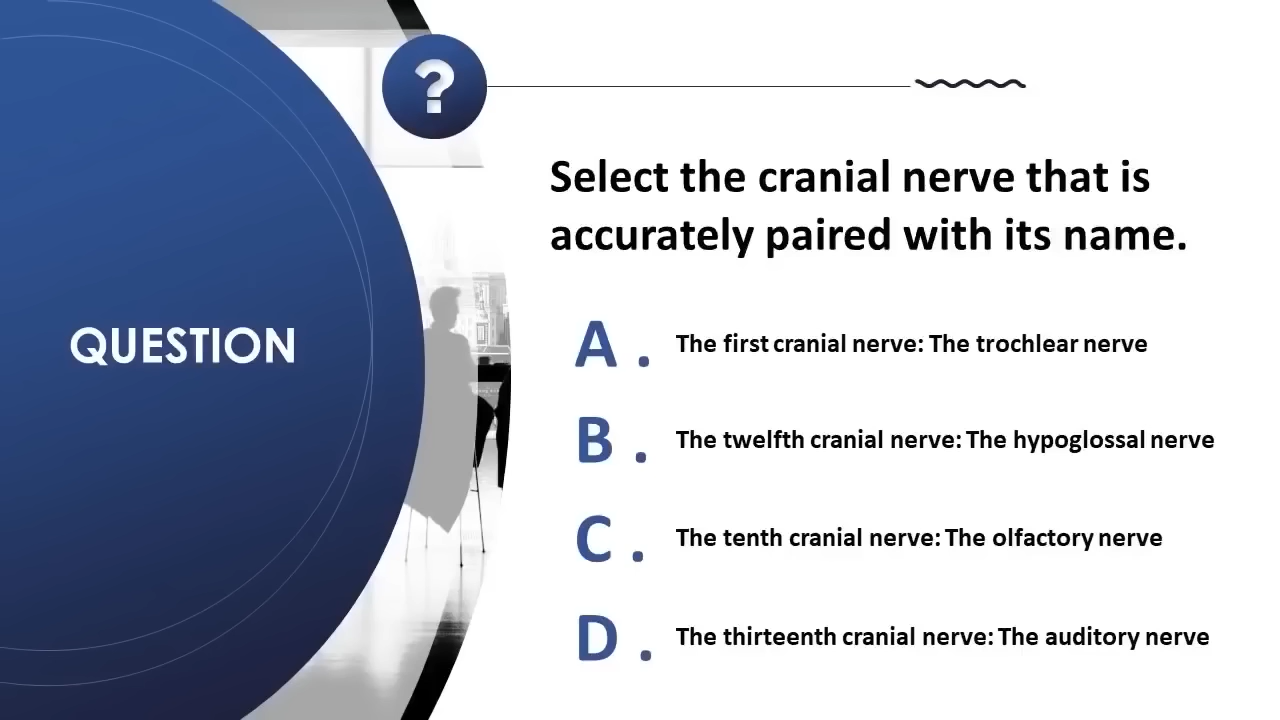 ?
QUESTION
Select the cranial nerve that is
accurately paired with its name.
A . The first cranial nerve: The trochlear nerve
B . The twelfth cranial nerve: The hypoglossal nerve
C . The tenth cranial nerve: The olfactory nerve
D . The thirteenth cranial nerve: The auditory nerve